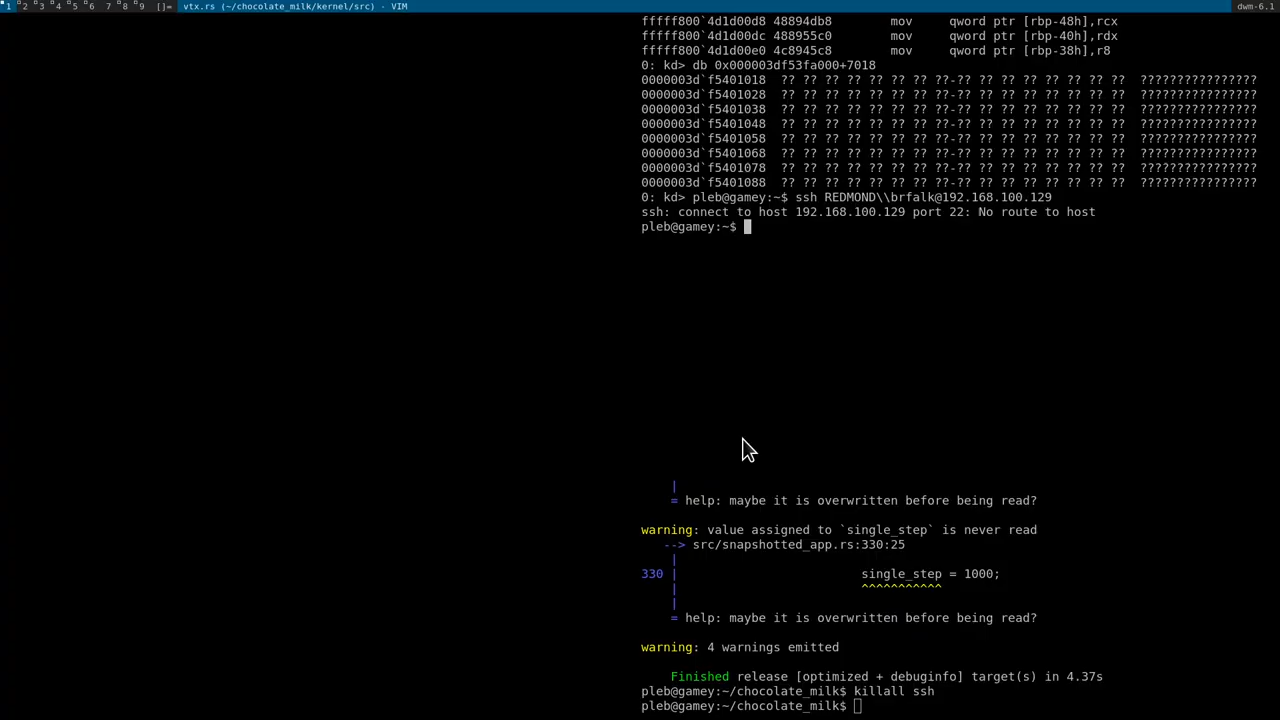 1 2 3 4 5 6 7 8 9 []= vtx.rs (~/chocolate_milk/kernel/src) - VIM dwm-6.1
fffff800`4d1d00d8 48894db8 mov qword ptr [rbp-48h],rcx
fffff800`4d1d00dc 488955c0 mov qword ptr [rbp-40h],rdx
fffff800`4d1d00e0 4c8945c8 mov qword ptr [rbp-38h],r8
0: kd> db 0x000003df53fa000+7018
0000003d`f5401018 ?? ?? ?? ?? ?? ?? ?? ??-?? ?? ?? ?? ?? ?? ?? ?? ????????????????
0000003d`f5401028 ?? ?? ?? ?? ?? ?? ?? ??-?? ?? ?? ?? ?? ?? ?? ?? ????????????????
0000003d`f5401038 ?? ?? ?? ?? ?? ?? ?? ??-?? ?? ?? ?? ?? ?? ?? ?? ????????????????
0000003d`f5401048 ?? ?? ?? ?? ?? ?? ?? ??-?? ?? ?? ?? ?? ?? ?? ?? ????????????????
0000003d`f5401058 ?? ?? ?? ?? ?? ?? ?? ??-?? ?? ?? ?? ?? ?? ?? ?? ????????????????
0000003d`f5401068 ?? ?? ?? ?? ?? ?? ?? ??-?? ?? ?? ?? ?? ?? ?? ?? ????????????????
0000003d`f5401078 ?? ?? ?? ?? ?? ?? ?? ??-?? ?? ?? ?? ?? ?? ?? ?? ????????????????
0000003d`f5401088 ?? ?? ?? ?? ?? ?? ?? ??-?? ?? ?? ?? ?? ?? ?? ?? ????????????????
0: kd> pleb@gamey:~$ ssh REDMOND\\brfalk@192.168.100.129
ssh: connect to host 192.168.100.129 port 22: No route to host
pleb@gamey:~$
|
= help: maybe it is overwritten before being read?
warning: value assigned to `single_step` is never read
--> src/snapshotted_app.rs:330:25
|
330 | single_step = 1000;
| ^^^^^^^^^^^
|
= help: maybe it is overwritten before being read?
warning: 4 warnings emitted
Finished release [optimized + debuginfo] target(s) in 4.37s
pleb@gamey:~/chocolate_milk$ killall ssh
pleb@gamey:~/chocolate_milk$